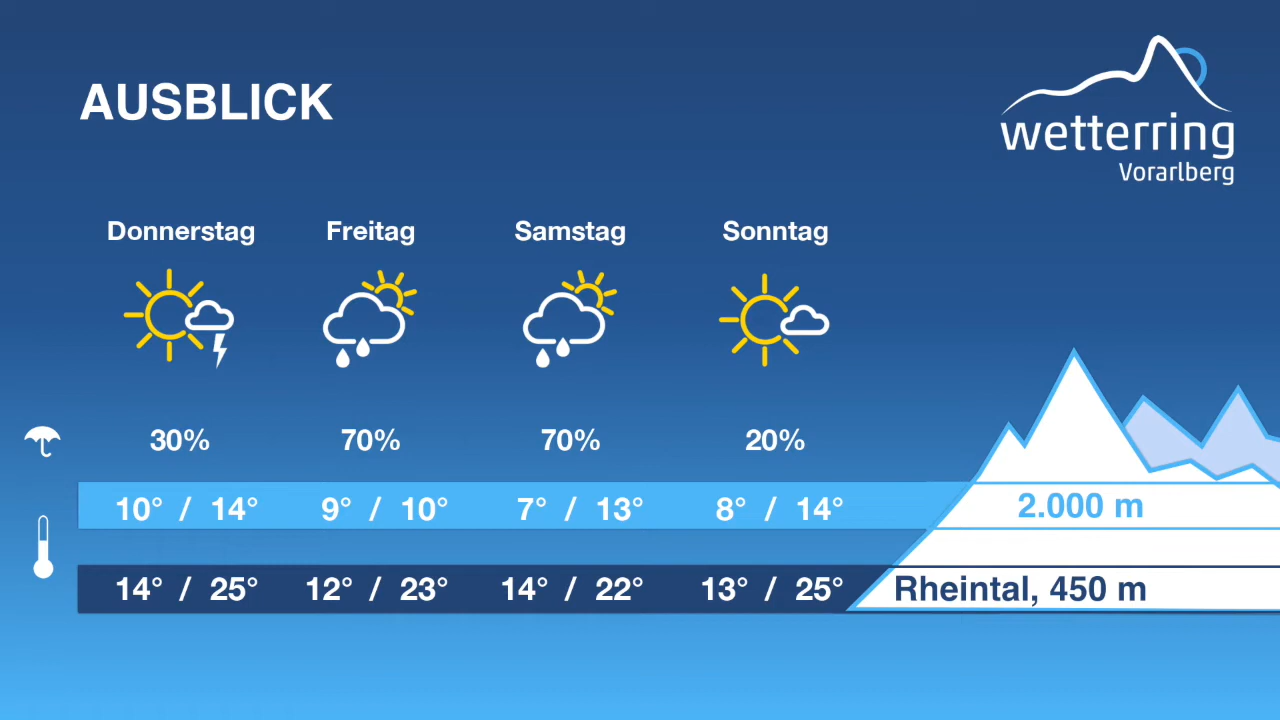 AUSBLICK
wetterring
Vorarlberg
Donnerstag Freitag Samstag Sonntag
30% 70% 70% 20%
10° / 14° 9° / 10° 7° / 13° 8° / 14° 2.000 m
14° / 25° 12° / 23° 14° / 22° 13° / 25° Rheintal, 450 m